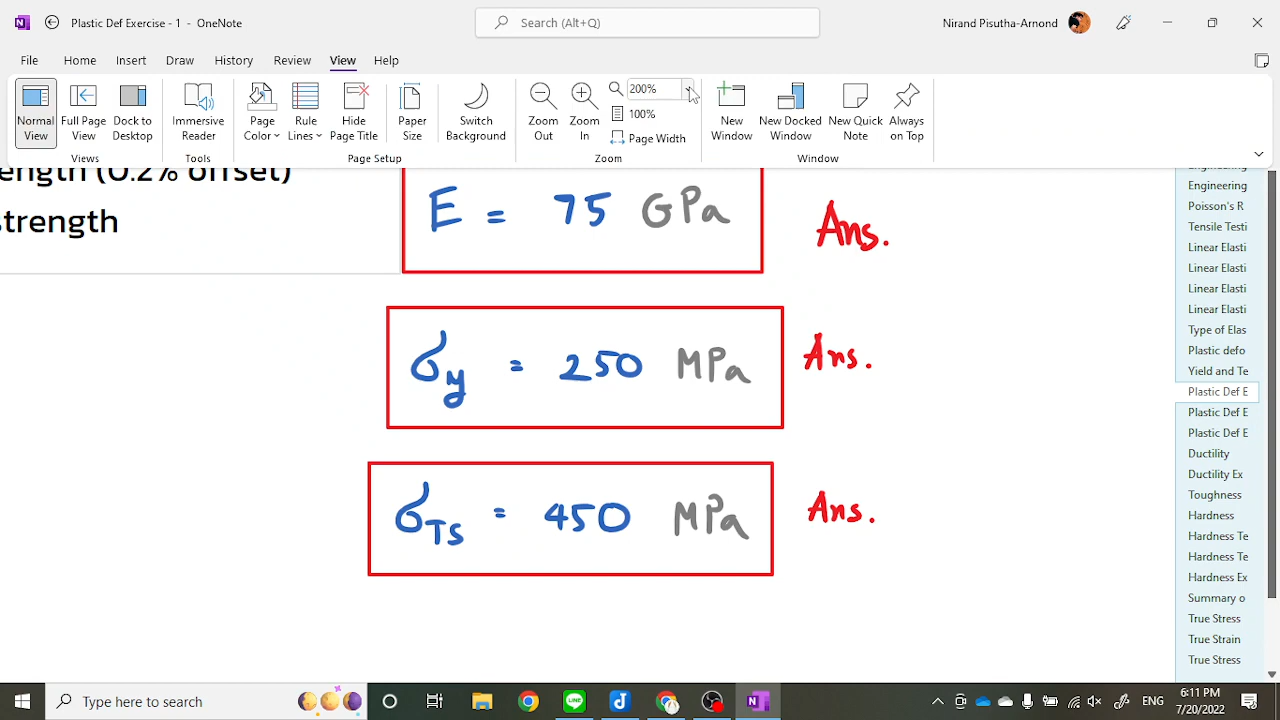 Plastic Def Exercise - 1 - OneNote
Search (Alt+Q)
Nirand Pisutha-Arnond
File Home Insert Draw History Review View Help
Normal View
Full Page View
Dock to Desktop
Views
Immersive Reader
Tools
Page Color
Rule Lines
Hide Page Title
Paper Size
Page Setup
Switch Background
Zoom Out
Zoom In
200%
100%
Page Width
Zoom
New Window
New Docked Window
New Quick Note
Always on Top
Window
ength (0.2% offset)
strength
E = 75 GPa Ans.
σy = 250 MPa Ans.
σTS = 450 MPa Ans.
Engineering
Engineering
Poisson's R
Tensile Testi
Linear Elasti
Linear Elasti
Linear Elasti
Linear Elasti
Type of Elas
Plastic defo
Yield and Te
Plastic Def E
Plastic Def E
Plastic Def E
Ductility
Ductility Ex
Toughness
Hardness
Hardness Te
Hardness Te
Hardness Ex
Summary o
True Stress
True Strain
True Stress
Type here to search
LINE
ENG
6:11 PM
7/20/2022